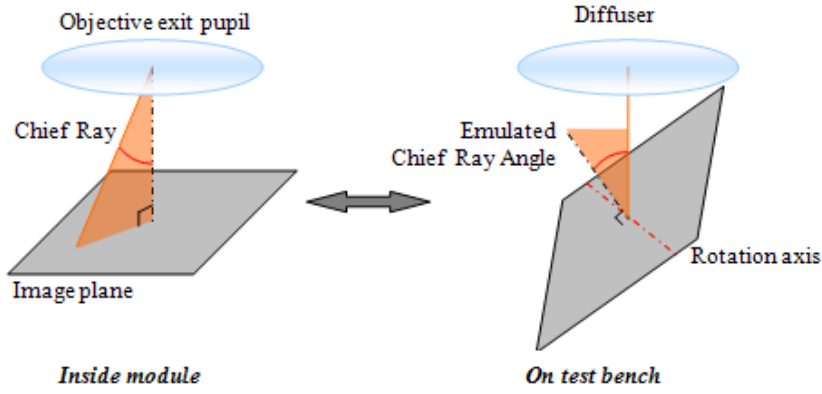 Objective exit pupil
Chief Ray
Image plane
Inside module
Diffuser
Emulated
Chief Ray Angle
Rotation axis
On test bench